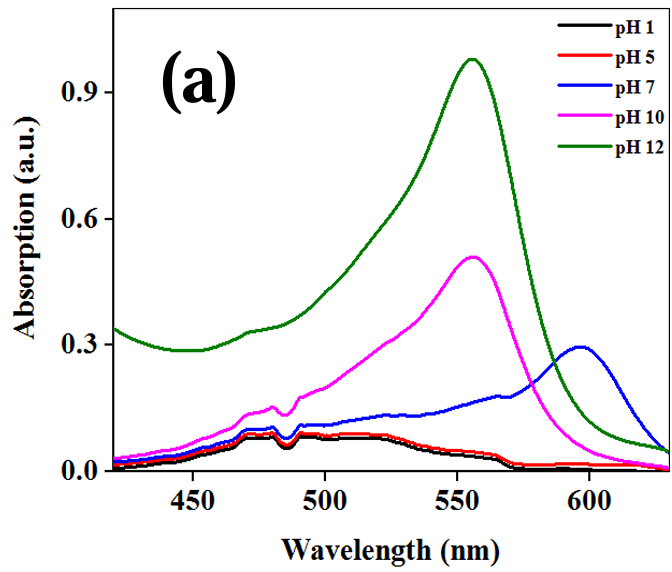 (a)
pH 1
pH 5
pH 7
pH 10
pH 12
Absorption (a.u.)
0.9
0.6
0.3
0.0
450 500 550 600
Wavelength (nm)